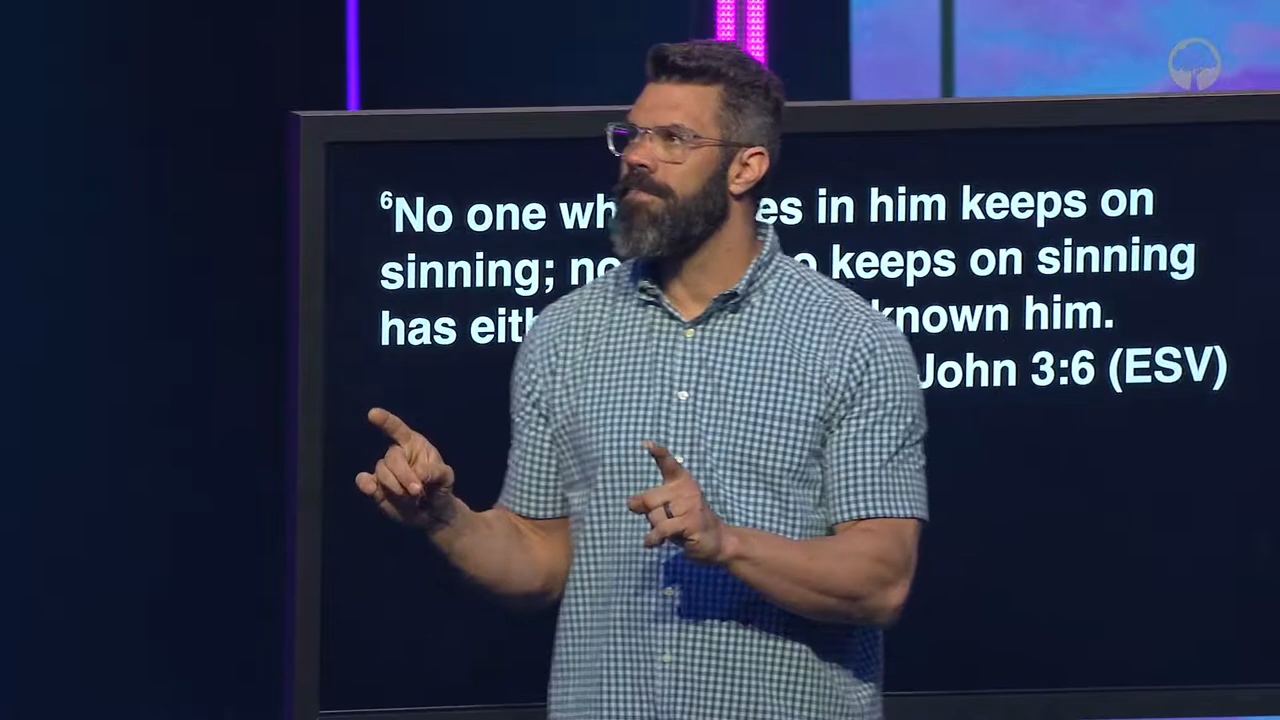 6No one wh es in him keeps on
sinning; no o keeps on sinning
has eith known him.
John 3:6 (ESV)